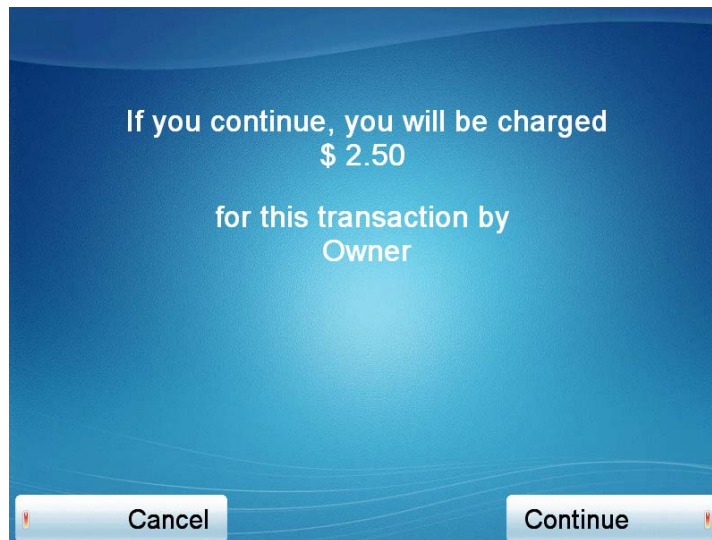 If you continue, you will be charged
$ 2.50
for this transaction by
Owner
Cancel
Continue